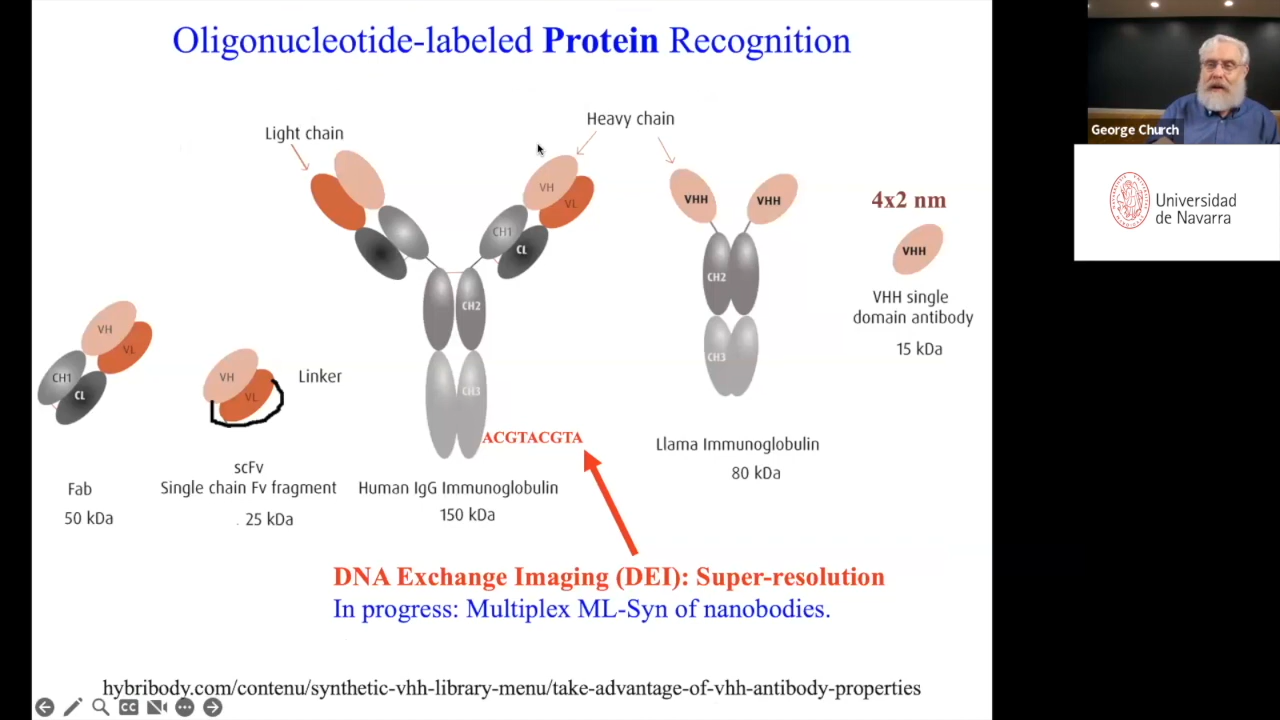 Oligonucleotide-labeled Protein Recognition
George Church
Universidad
de Navarra
Heavy chain
Light chain
VH
VL
CH1
CL
CH2
CH3
ACGTACGTA
VHH
VHH
CH2
CH3
4x2 nm
VHH
VHH single
domain antibody
15 kDa
VH
VL
CH1
CL
VH
VL
Linker
Fab
50 kDa
scFv
Single chain Fv fragment
25 kDa
Human IgG Immunoglobulin
150 kDa
Llama Immunoglobulin
80 kDa
DNA Exchange Imaging (DEI): Super-resolution
In progress: Multiplex ML-Syn of nanobodies.
hybribody.com/contenu/synthetic-vhh-library-menu/take-advantage-of-vhh-antibody-properties
CC